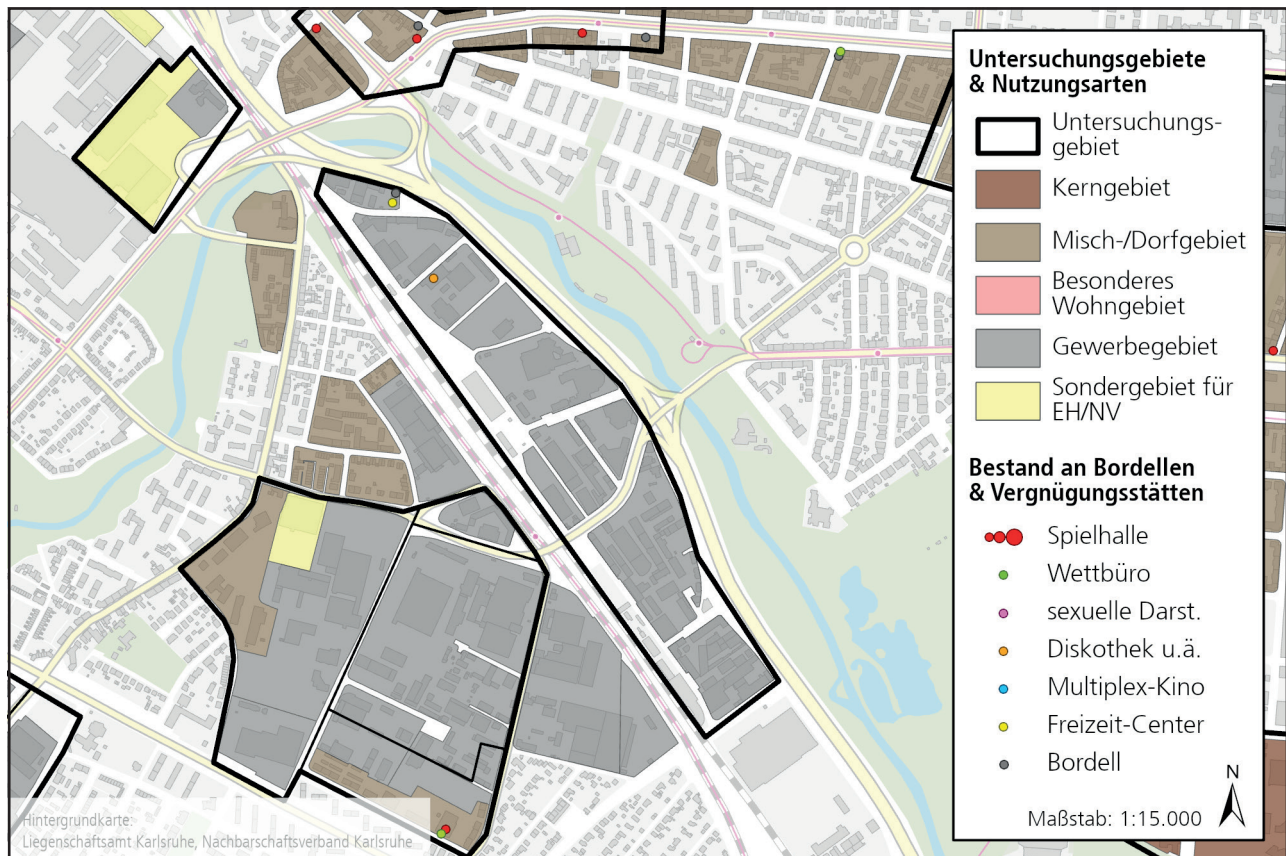 Untersuchungsgebiete
& Nutzungsarten
Untersuchungs-
gebiet
Kerngebiet
Misch-/Dorfgebiet
Besonderes
Wohngebiet
Gewerbegebiet
Sondergebiet für
EH/NV
Bestand an Bordellen
& Vergnügungsstätten
Spielhalle
Wettbüro
sexuelle Darst.
Diskothek u.ä.
Multiplex-Kino
Freizeit-Center
Bordell
N
Maßstab: 1:15.000
Hintergrundkarte:
Liegenschaftsamt Karlsruhe, Nachbarschaftsverband Karlsruhe